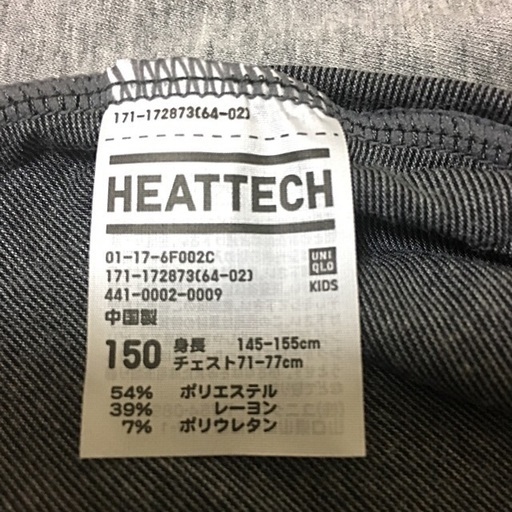 171-172873(64-02)
HEATTECH
01-17-6F002C
171-172873(64-02)
441-0002-0009
中国製
UNI
QLO
KIDS
150 身長 145-155cm
チェスト71-77cm
54% ポリエステル
39% レーヨン
7% ポリウレタン